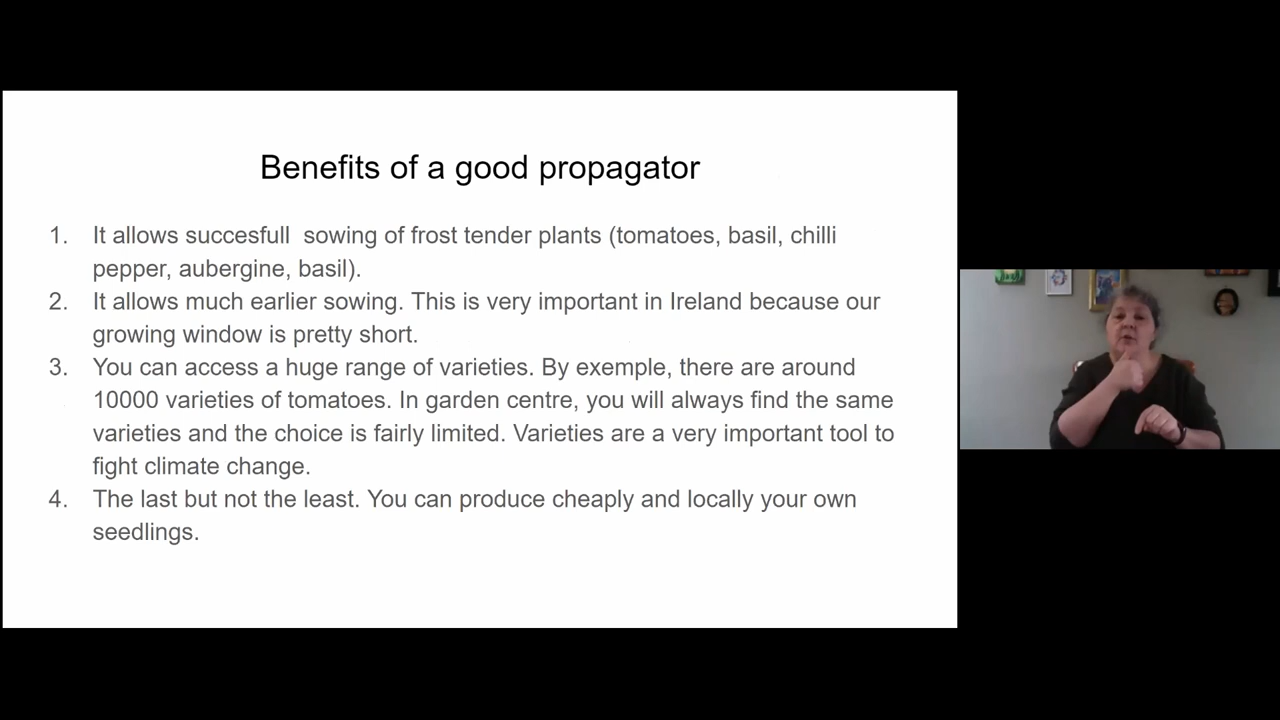 Benefits of a good propagator
1. It allows succesfull  sowing of frost tender plants (tomatoes, basil, chilli
pepper, aubergine, basil).
2. It allows much earlier sowing. This is very important in Ireland because our
growing window is pretty short.
3. You can access a huge range of varieties. By exemple, there are around
10000 varieties of tomatoes. In garden centre, you will always find the same
varieties and the choice is fairly limited. Varieties are a very important tool to
fight climate change.
4. The last but not the least. You can produce cheaply and locally your own
seedlings.